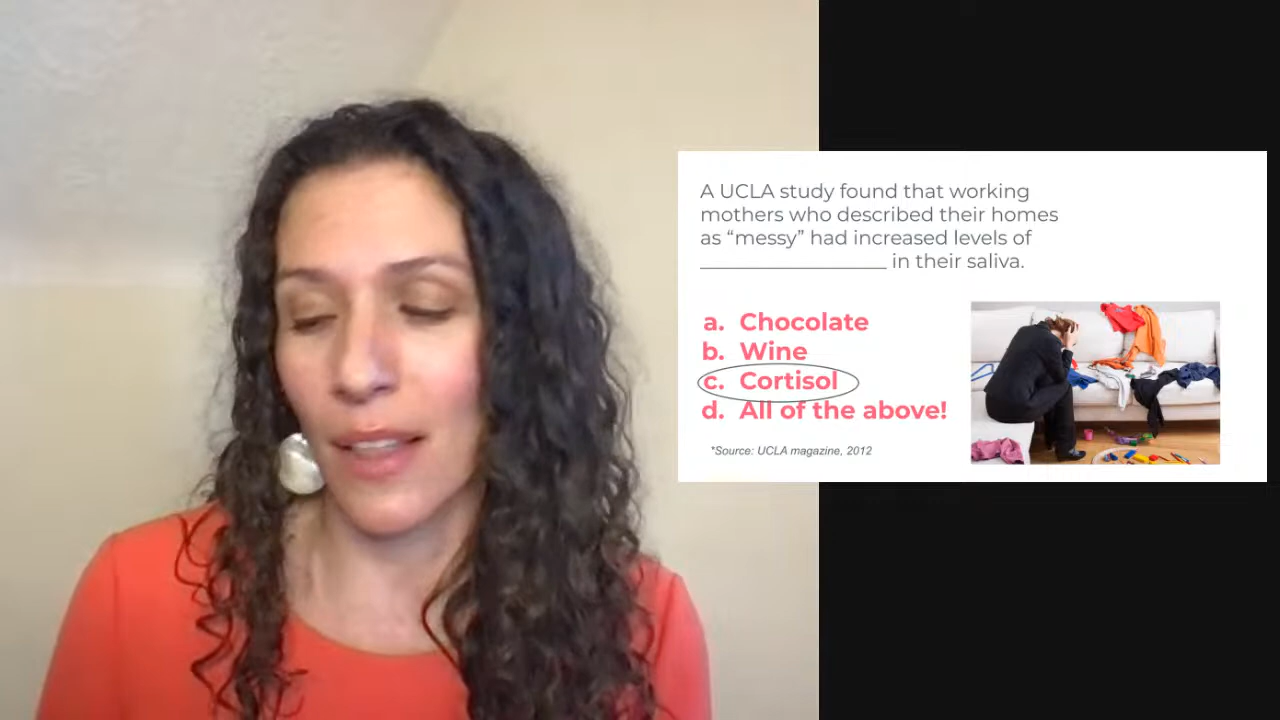 A UCLA study found that working
mothers who described their homes
as “messy” had increased levels of
_________________ in their saliva.
a. Chocolate
b. Wine
c. Cortisol
d. All of the above!
*Source: UCLA magazine, 2012